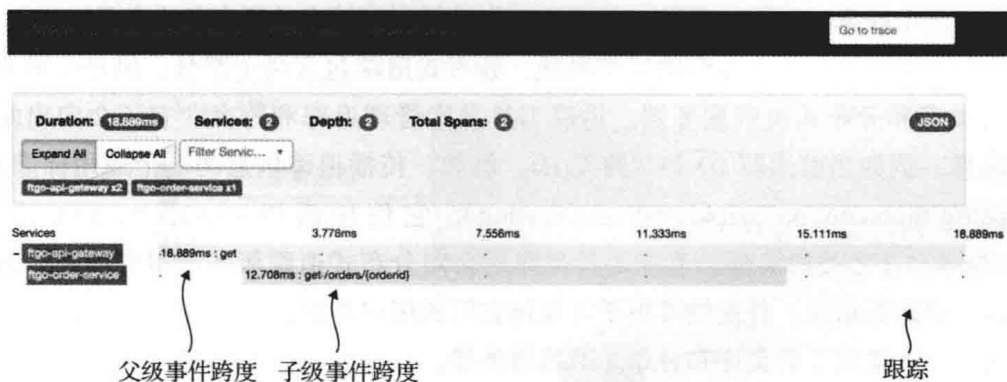 Go to trace
Duration: 18.889ms Services: 2 Depth: 2 Total Spans: 2 JSON
Expand All Collapse All Filter Servic...
ftgo-api-gateway x2 ftgo-order-service x1
Services 3.778ms 7.556ms 11.333ms 15.111ms 18.889ms
- ftgo-api-gateway 18.889ms : get
ftgo-order-service 12.708ms : get /orders/{orderid}
父级事件跨度 子级事件跨度 跟踪